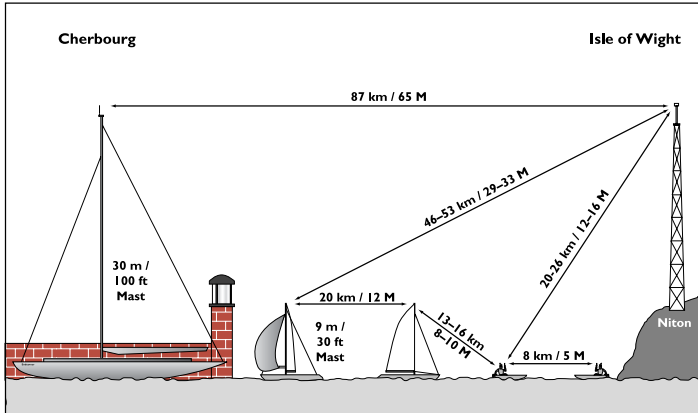 Cherbourg
Isle of Wight
87 km / 65 M
46–53 km / 29–33 M
20-26 km / 12–16 M
30 m /
100 ft
Mast
20 km / 12 M
9 m /
30 ft
Mast
13–16 km
8–10 M
8 km / 5 M
Niton